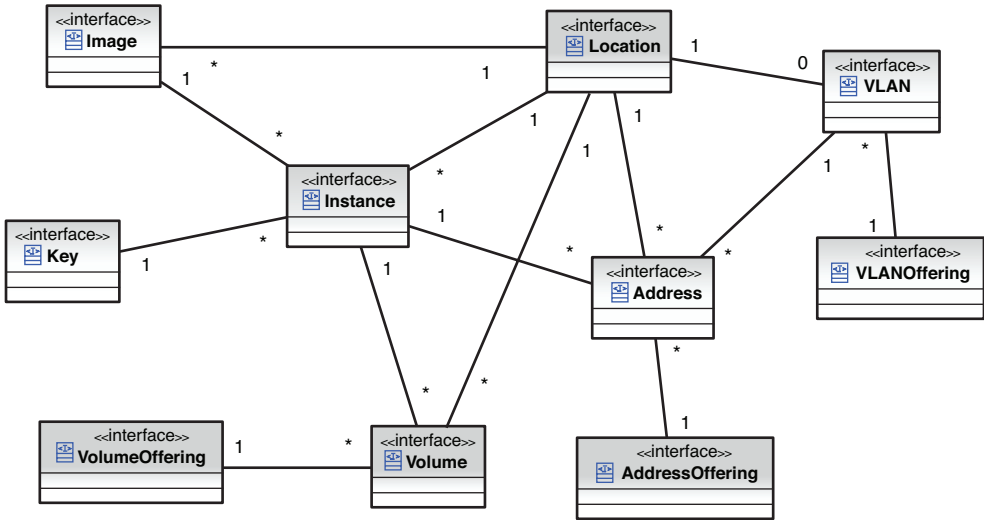 <<interface>>
Image
<<interface>>
Location
<<interface>>
VLAN
1
0
*
1
1
*
1
*
1
1
1
*
<<interface>>
Instance
*
1
*
1
<<interface>>
Key
1
*
1
*
*
*
<<interface>>
Address
<<interface>>
VLANOffering
*
*
*
1
<<interface>>
VolumeOffering
1
*
<<interface>>
Volume
<<interface>>
AddressOffering